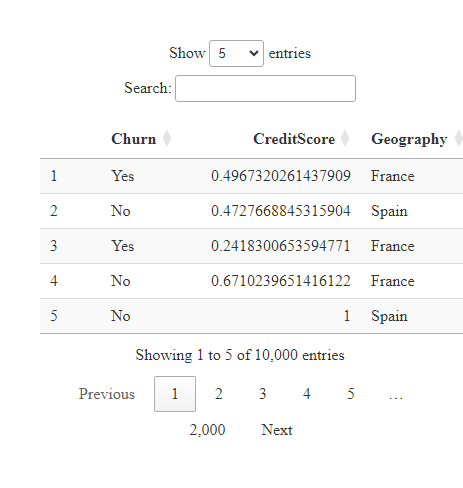 Show 5 entries
Search:
Churn CreditScore Geography
1 Yes 0.4967320261437909 France
2 No 0.4727668845315904 Spain
3 Yes 0.2418300653594771 France
4 No 0.6710239651416122 France
5 No 1 Spain
Showing 1 to 5 of 10,000 entries
Previous 1 2 3 4 5 …
2,000 Next